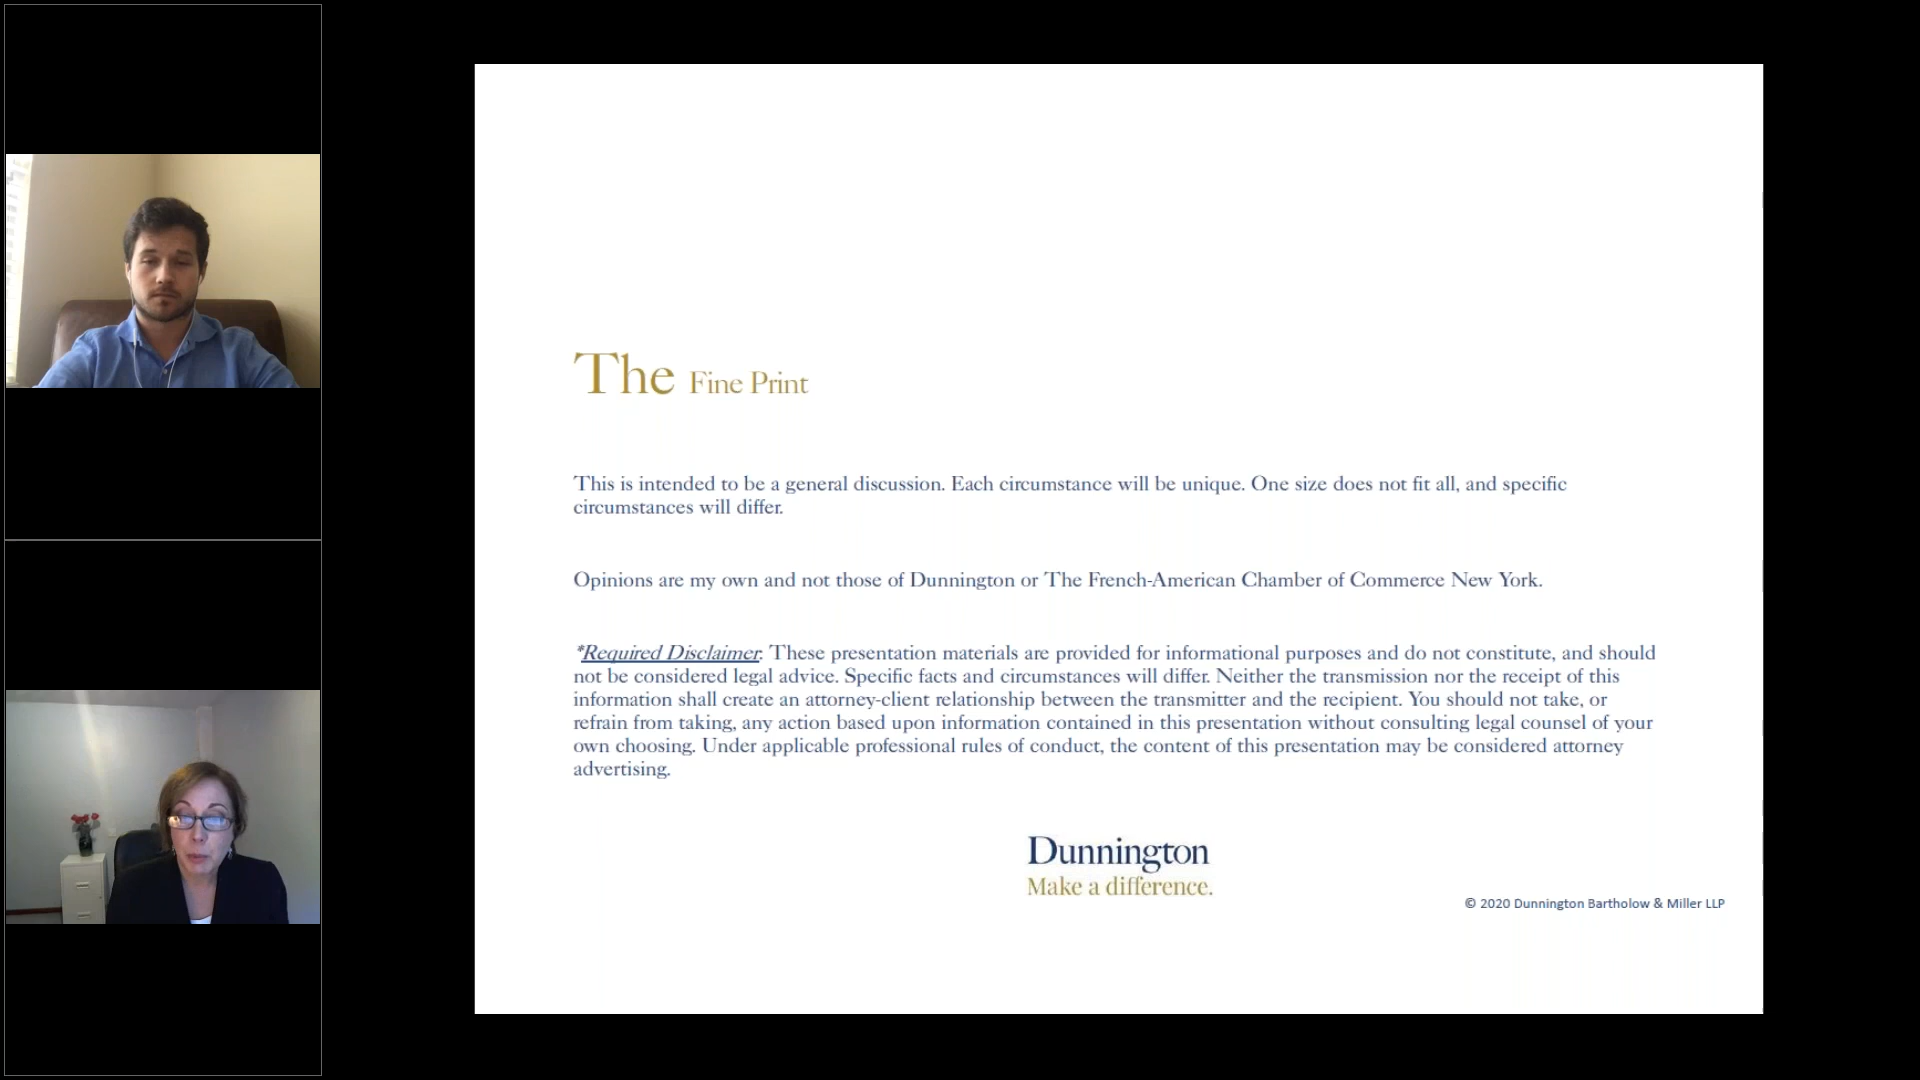 The Fine Print
This is intended to be a general discussion. Each circumstance will be unique. One size does not fit all, and specific
circumstances will differ.
Opinions are my own and not those of Dunnington or The French-American Chamber of Commerce New York.
*Required Disclaimer: These presentation materials are provided for informational purposes and do not constitute, and should
not be considered legal advice. Specific facts and circumstances will differ. Neither the transmission nor the receipt of this
information shall create an attorney-client relationship between the transmitter and the recipient. You should not take, or
refrain from taking, any action based upon information contained in this presentation without consulting legal counsel of your
own choosing. Under applicable professional rules of conduct, the content of this presentation may be considered attorney
advertising.
Dunnington
Make a difference.
© 2020 Dunnington Bartholow & Miller LLP